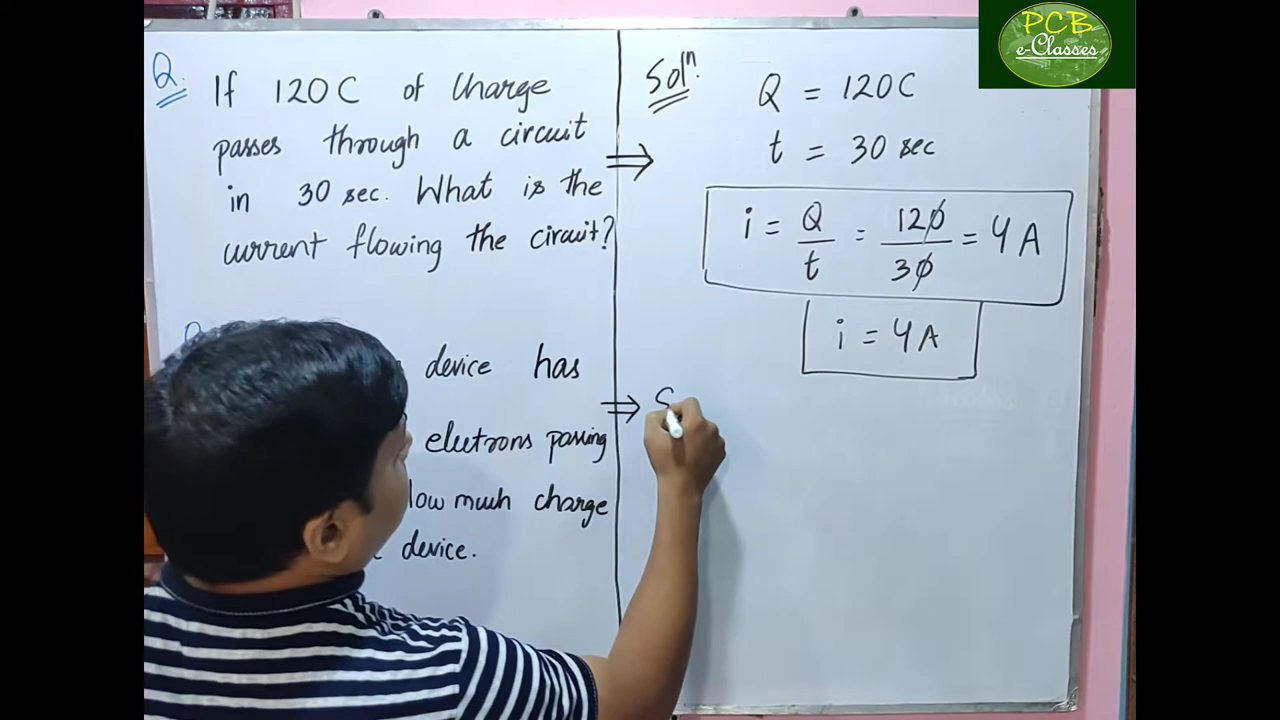 PCB
e-Classes
Q.
If 120C of Charge
passes through a circuit
in 30 sec. What is the
current flowing the circuit?
device has
elutrons passing
low much charge
device.
Solⁿ.
Q = 120C
t = 30 sec
i = Q/t = 120/30 = 4 A
i = 4A
S